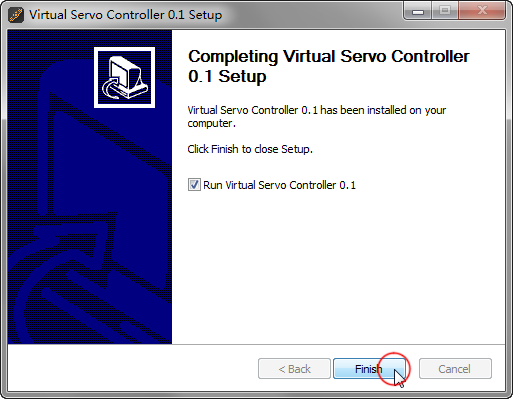 Virtual Servo Controller 0.1 Setup
Completing Virtual Servo Controller
0.1 Setup
Virtual Servo Controller 0.1 has been installed on your
computer.
Click Finish to close Setup.
Run Virtual Servo Controller 0.1
< Back
Finish
Cancel